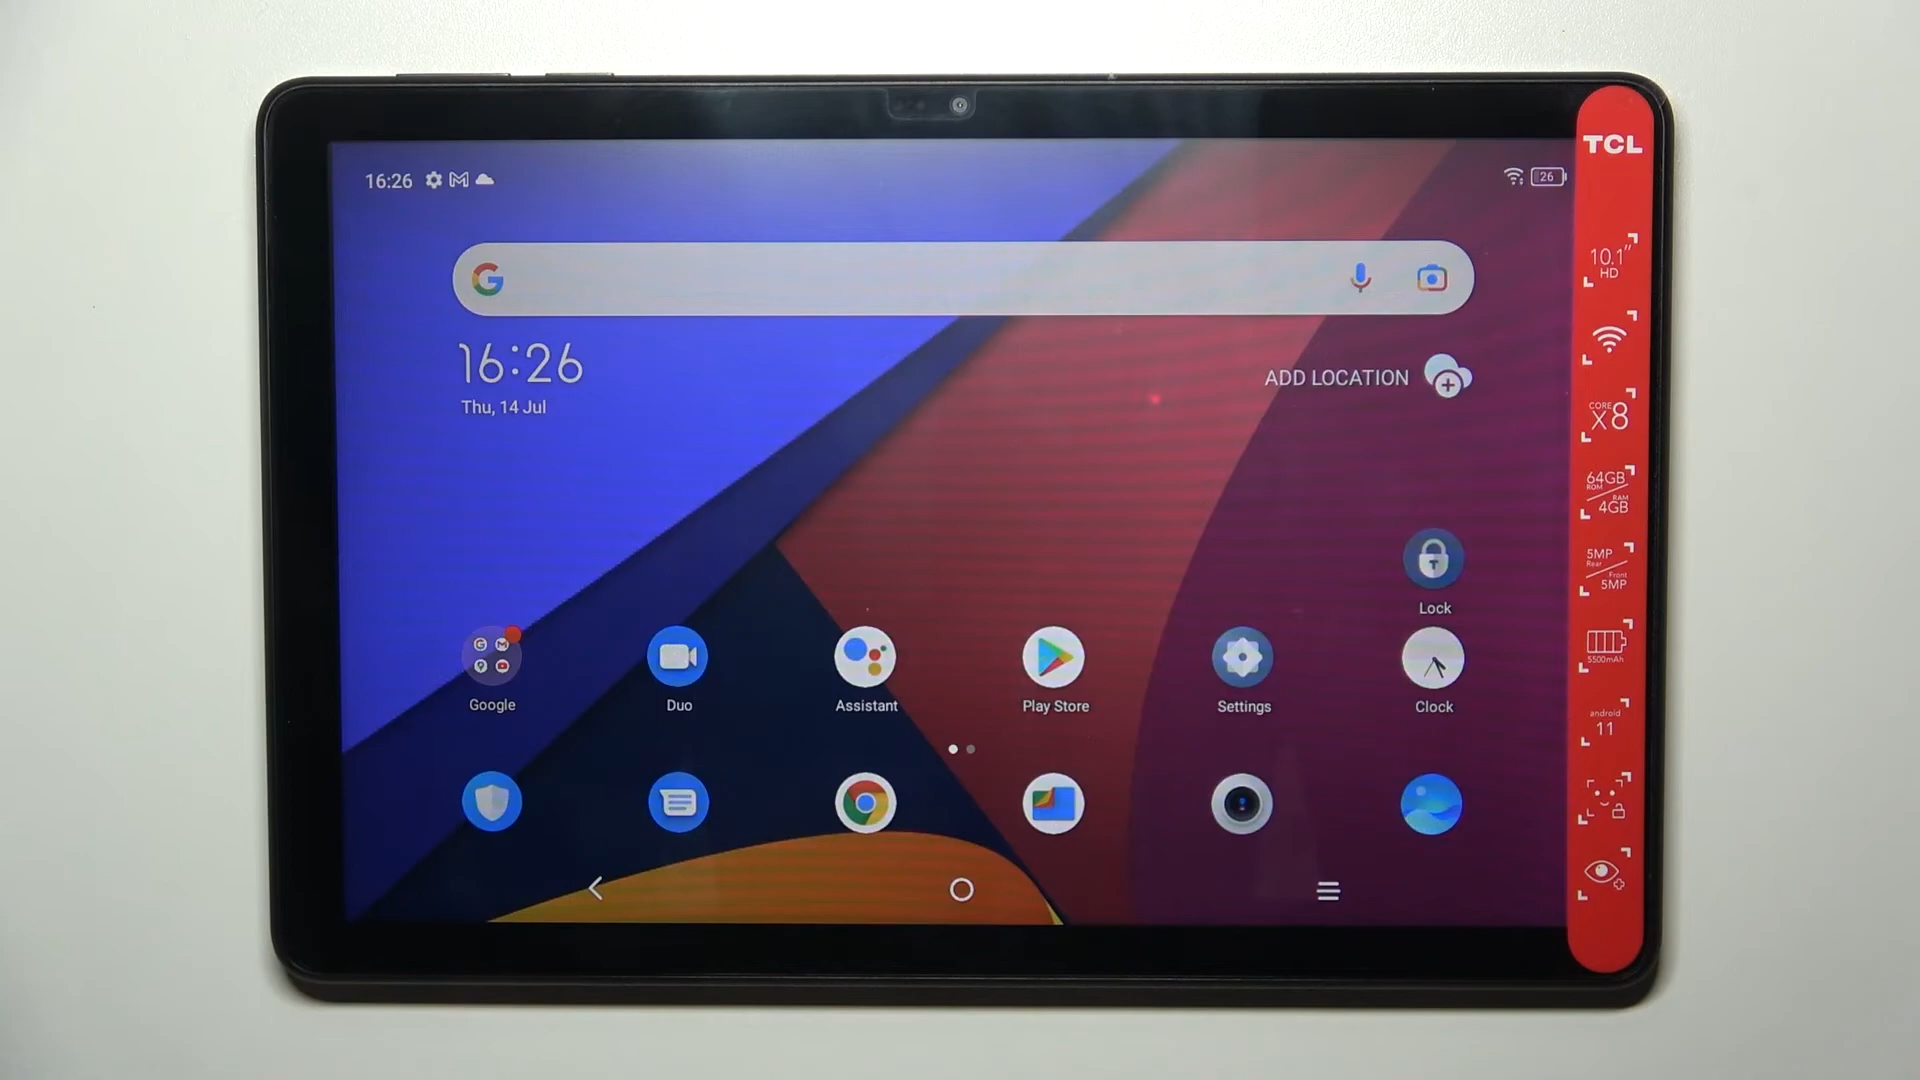 16:26
26
TCL
10.1"
HD
16:26
Thu, 14 Jul
ADD LOCATION
CORE
X8
64GB
ROM
RAM
4GB
5MP
Rear
Front
5MP
Lock
5500mAh
Google
Duo
Assistant
Play Store
Settings
Clock
android
11